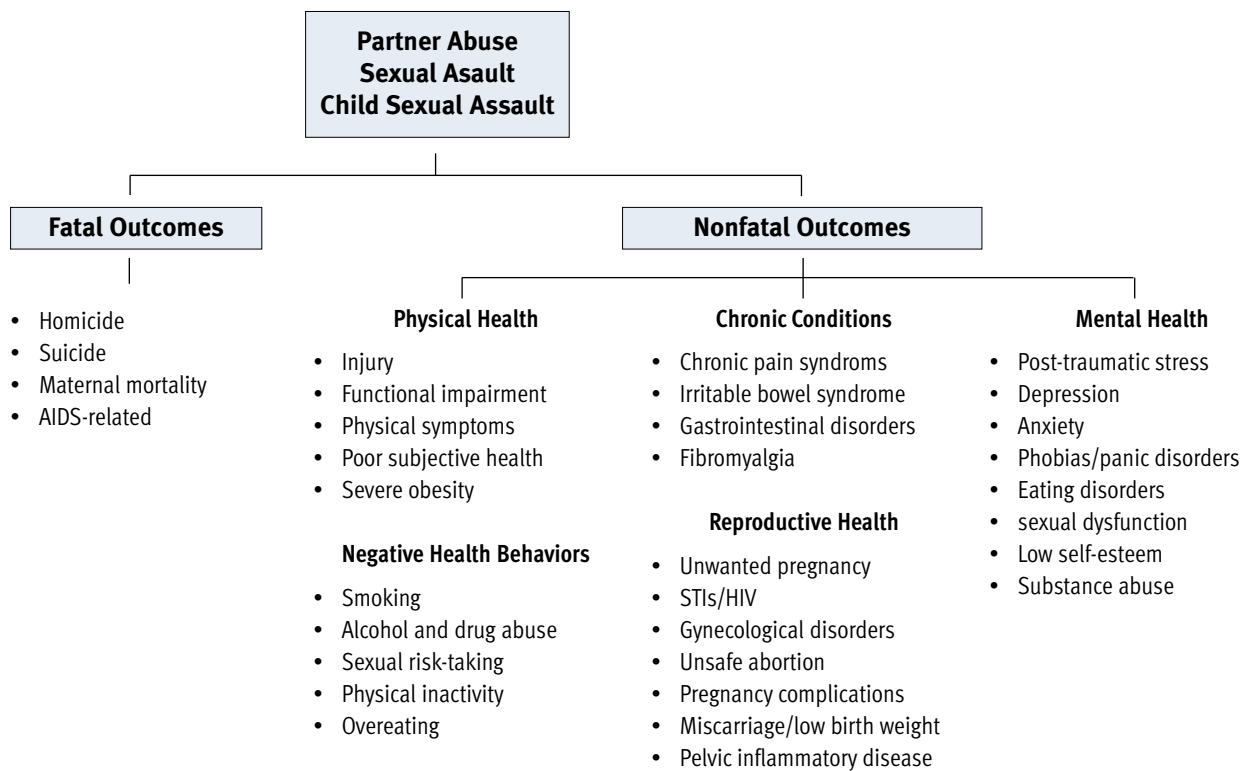 Partner Abuse
Sexual Asault
Child Sexual Assault
Fatal Outcomes
• Homicide
• Suicide
• Maternal mortality
• AIDS-related
Nonfatal Outcomes
Physical Health
• Injury
• Functional impairment
• Physical symptoms
• Poor subjective health
• Severe obesity
Negative Health Behaviors
• Smoking
• Alcohol and drug abuse
• Sexual risk-taking
• Physical inactivity
• Overeating
Chronic Conditions
• Chronic pain syndroms
• Irritable bowel syndrome
• Gastrointestinal disorders
• Fibromyalgia
Reproductive Health
• Unwanted pregnancy
• STIs/HIV
• Gynecological disorders
• Unsafe abortion
• Pregnancy complications
• Miscarriage/low birth weight
• Pelvic inflammatory disease
Mental Health
• Post-traumatic stress
• Depression
• Anxiety
• Phobias/panic disorders
• Eating disorders
• sexual dysfunction
• Low self-esteem
• Substance abuse